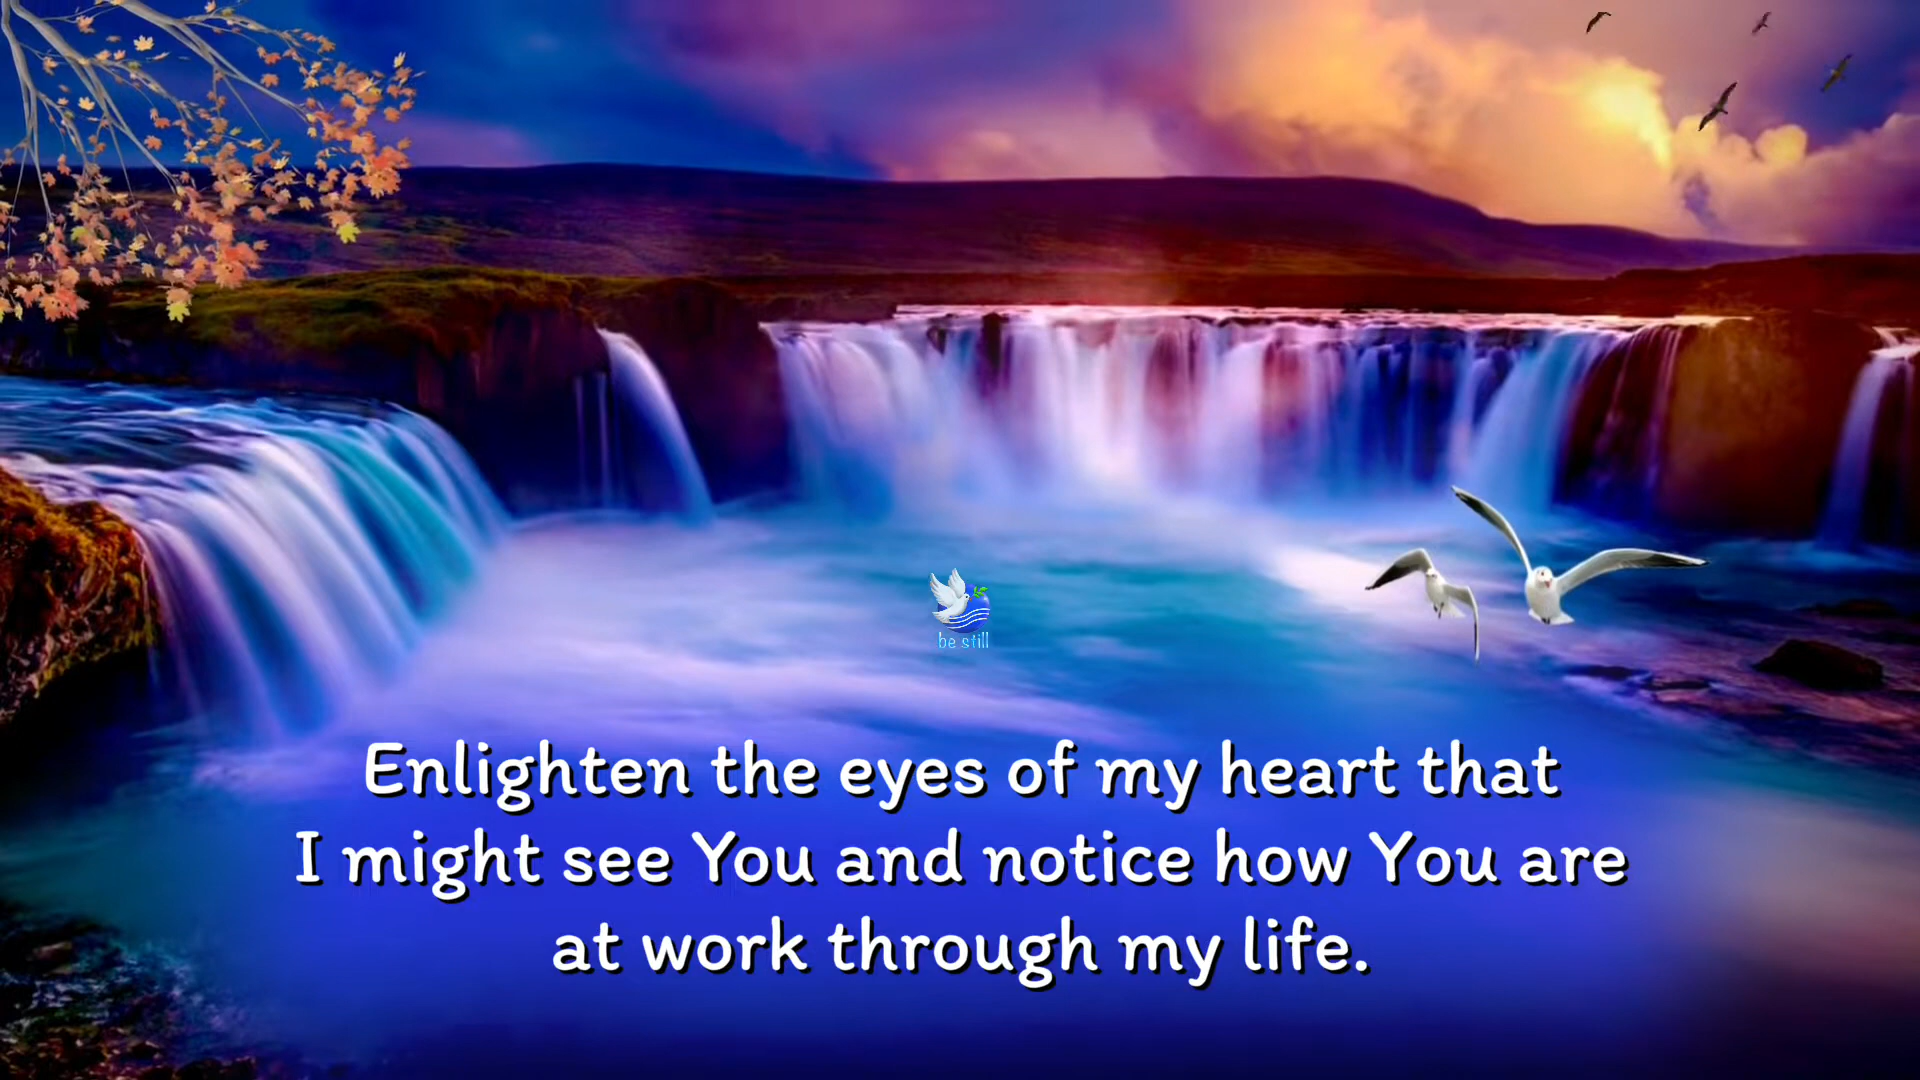 be still
Enlighten the eyes of my heart that
I might see You and notice how You are
at work through my life.